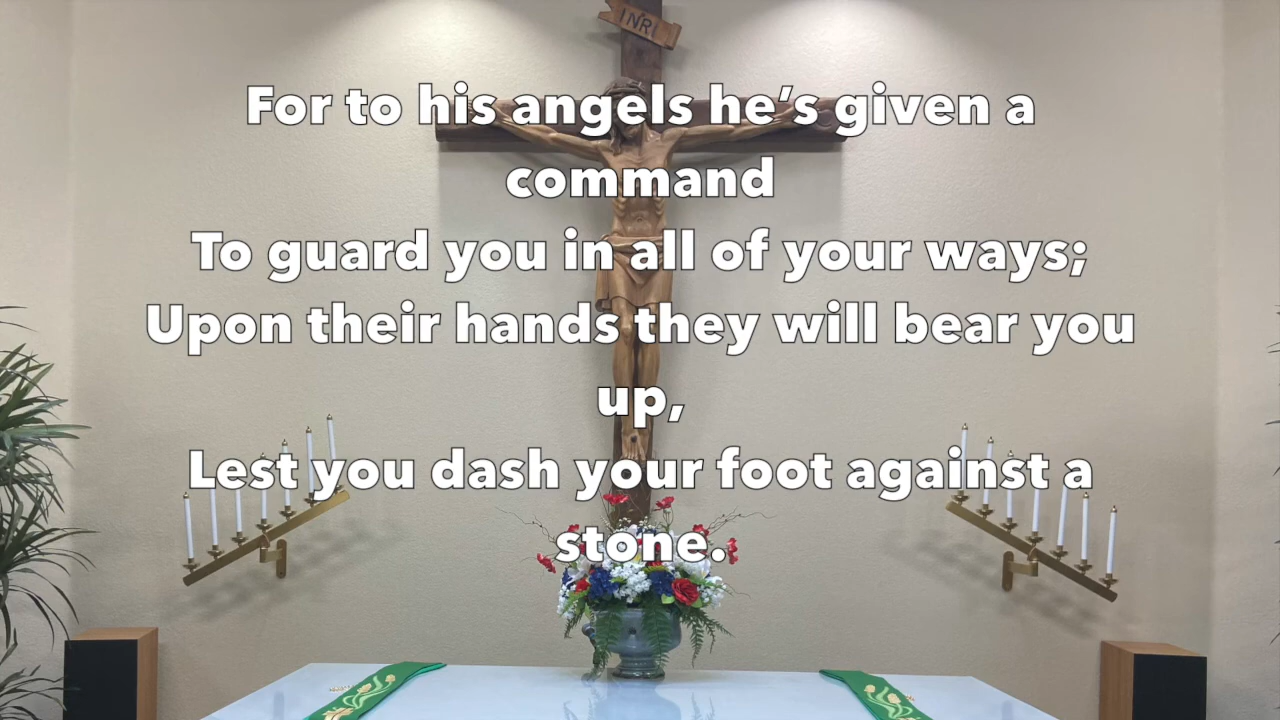 INRI
For to his angels he’s given a
command
To guard you in all of your ways;
Upon their hands they will bear you
up,
Lest you dash your foot against a
stone.